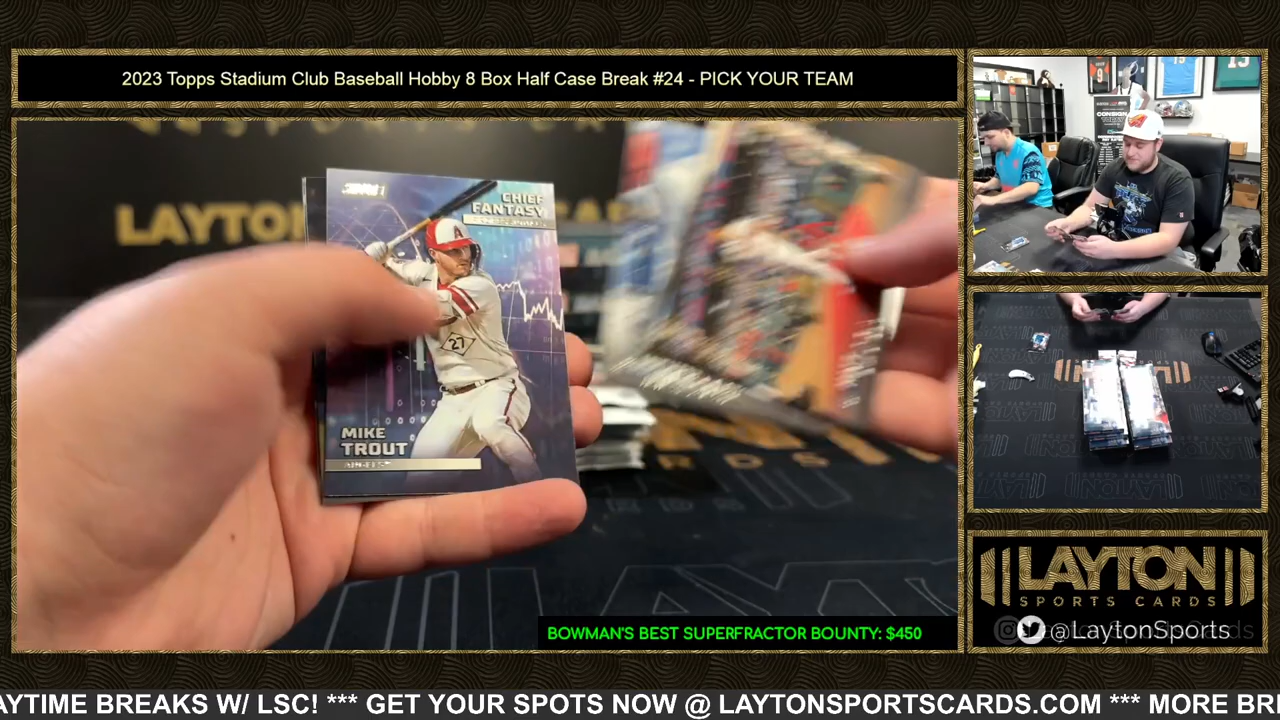 2023 Topps Stadium Club Baseball Hobby 8 Box Half Case Break #24 - PICK YOUR TEAM
LAYTON
CHIEF
FANTASY
27
MIKE
TROUT
ANGELS
BOWMAN'S BEST SUPERFRACTOR BOUNTY: $450
LAYTON
SPORTS CARDS
@LaytonSports
AYTIME BREAKS W/ LSC! *** GET YOUR SPOTS NOW @ LAYTONSPORTSCARDS.COM *** MORE BRE